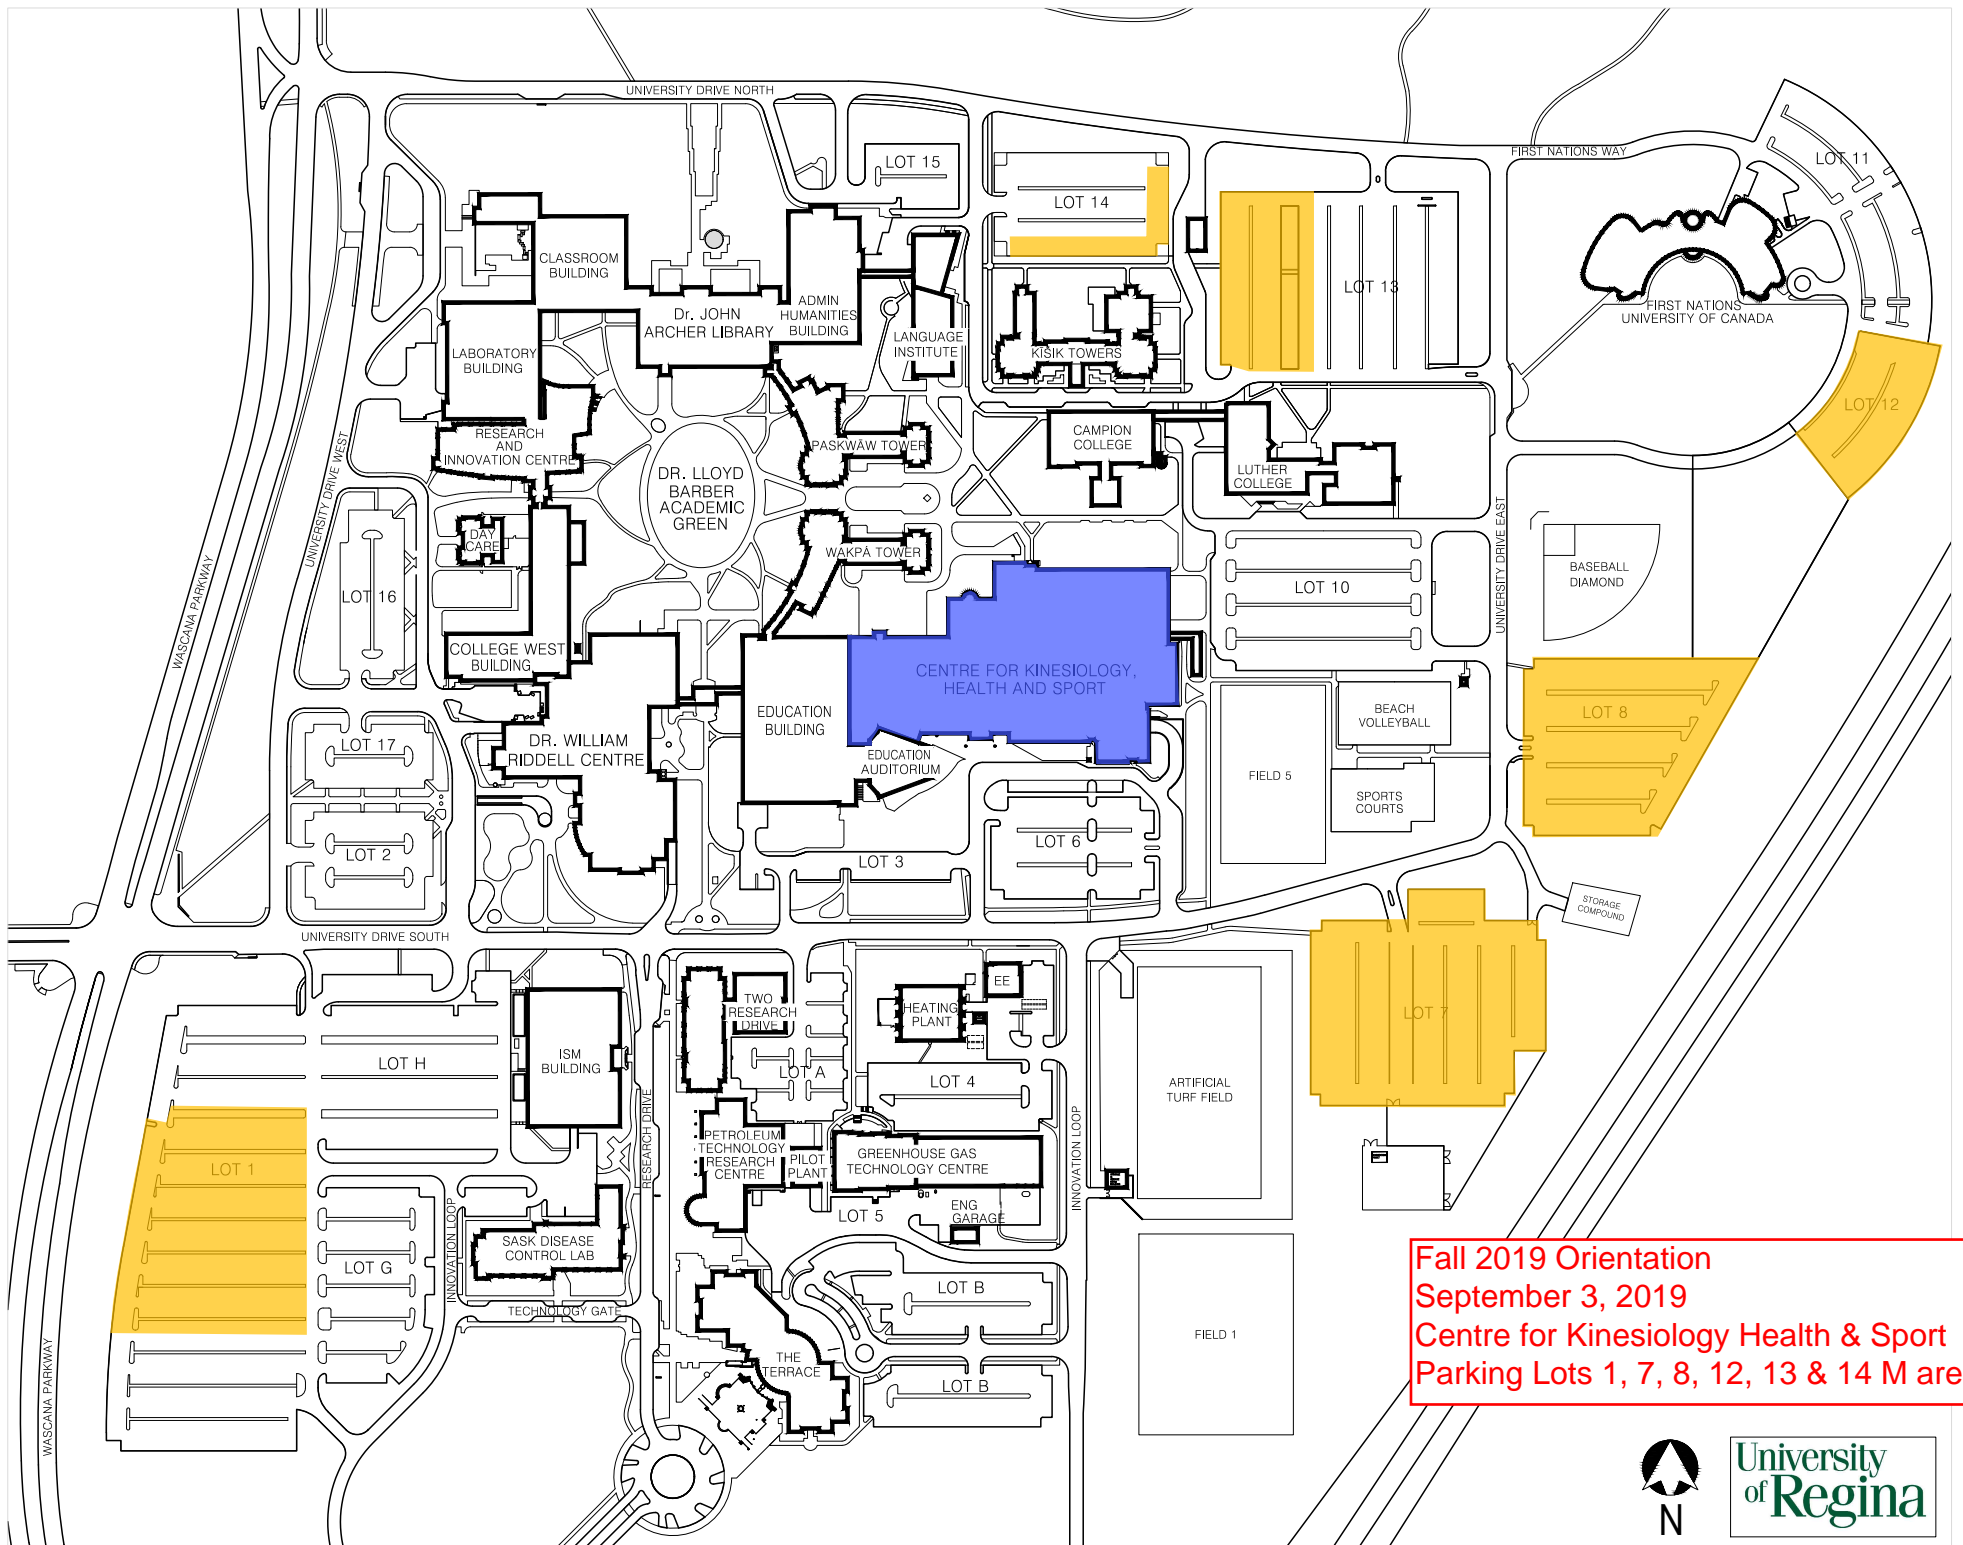 UNIVERSITY DRIVE NORTH
FIRST NATIONS WAY
LOT 15
LOT 11
LOT 14
CLASSROOM
BUILDING
LOT 13
ADMIN
HUMANITIES
BUILDING
Dr. JOHN
ARCHER LIBRARY
FIRST NATIONS
UNIVERSITY OF CANADA
LANGUAGE
INSTITUTE
KĪSIK TOWERS
LABORATORY
BUILDING
LOT 12
RESEARCH
AND
INNOVATION CENTRE
PASKWĀW TOWER
CAMPION
COLLEGE
LUTHER
COLLEGE
DR. LLOYD
BARBER
ACADEMIC
GREEN
UNIVERSITY DRIVE WEST
UNIVERSITY DRIVE EAST
DAY
CARE
WAKPĀ TOWER
BASEBALL
DIAMOND
LOT 16
LOT 10
WASCANA PARKWAY
COLLEGE WEST
BUILDING
CENTRE FOR KINESIOLOGY,
HEALTH AND SPORT
EDUCATION
BUILDING
BEACH
VOLLEYBALL
LOT 8
LOT 17
DR. WILLIAM
RIDDELL CENTRE
EDUCATION
AUDITORIUM
FIELD 5
SPORTS
COURTS
LOT 2
LOT 3
LOT 6
STORAGE
COMPOUND
UNIVERSITY DRIVE SOUTH
TWO
RESEARCH
DRIVE
HEATING
PLANT
EE
LOT 7
LOT H
ISM
BUILDING
LOT A
LOT 4
ARTIFICIAL
TURF FIELD
RESEARCH DRIVE
INNOVATION LOOP
PETROLEUM
TECHNOLOGY
RESEARCH
CENTRE
PILOT
PLANT
GREENHOUSE GAS
TECHNOLOGY CENTRE
LOT 1
LOT 5
ENG
GARAGE
INNOVATION LOOP
SASK DISEASE
CONTROL LAB
LOT G
TECHNOLOGY GATE
LOT B
FIELD 1
THE
TERRACE
LOT B
WASCANA PARKWAY
Fall 2019 Orientation
September 3, 2019
Centre for Kinesiology Health & Sport
Parking Lots 1, 7, 8, 12, 13 & 14 M are
N
University
of Regina